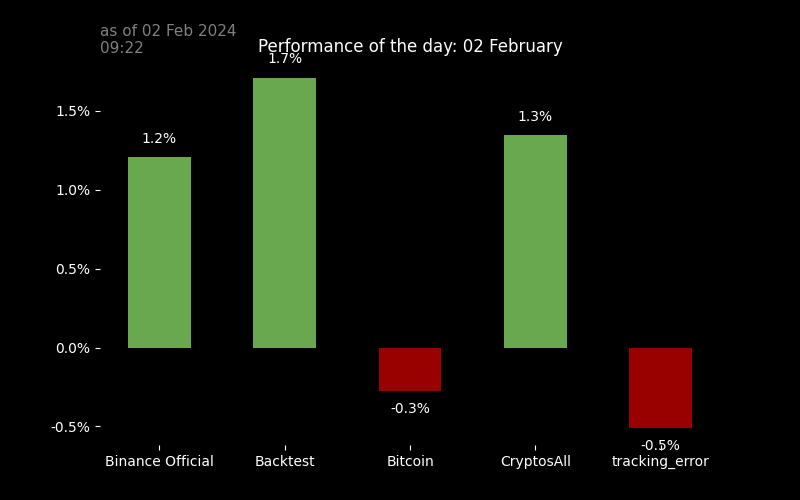 as of 02 Feb 2024
09:22
Performance of the day: 02 February
1.7%
1.5%
1.3%
1.2%
1.0%
0.5%
0.0%
-0.3%
-0.5%
-0.5%
Binance Official
Backtest
Bitcoin
CryptosAll
tracking_error